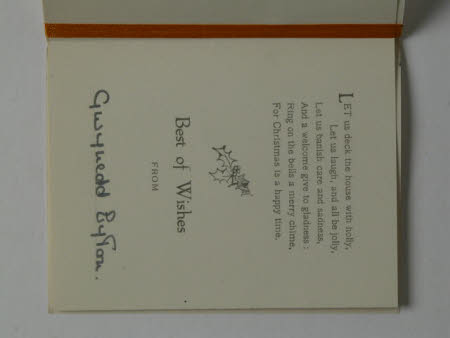 LET us deck the house with holly,
Let us laugh, and all be jolly,
Let us banish care and sadness,
And a welcome give to gladness :
Ring on the bells a merry chime,
For Christmas is a happy time.
Best of Wishes
FROM
Gwynedd